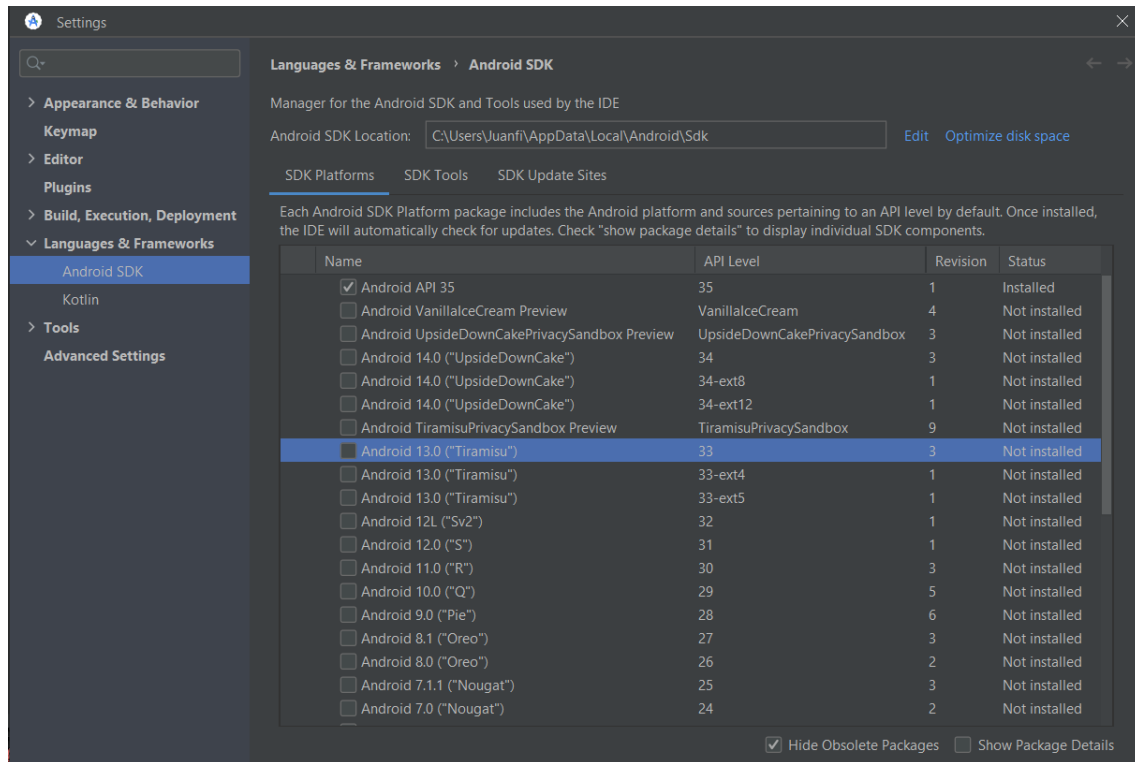 Settings
Languages & Frameworks › Android SDK
Appearance & Behavior
Keymap
Editor
Plugins
Build, Execution, Deployment
Languages & Frameworks
Android SDK
Kotlin
Tools
Advanced Settings
Manager for the Android SDK and Tools used by the IDE
Android SDK Location: C:\Users\Juanfi\AppData\Local\Android\Sdk Edit Optimize disk space
SDK Platforms SDK Tools SDK Update Sites
Each Android SDK Platform package includes the Android platform and sources pertaining to an API level by default. Once installed,
the IDE will automatically check for updates. Check "show package details" to display individual SDK components.
Name API Level Revision Status
Android API 35 35 1 Installed
Android VanillaIceCream Preview VanillaIceCream 4 Not installed
Android UpsideDownCakePrivacySandbox Preview UpsideDownCakePrivacySandbox 3 Not installed
Android 14.0 ("UpsideDownCake") 34 3 Not installed
Android 14.0 ("UpsideDownCake") 34-ext8 1 Not installed
Android 14.0 ("UpsideDownCake") 34-ext12 1 Not installed
Android TiramisuPrivacySandbox Preview TiramisuPrivacySandbox 9 Not installed
Android 13.0 ("Tiramisu") 33 3 Not installed
Android 13.0 ("Tiramisu") 33-ext4 1 Not installed
Android 13.0 ("Tiramisu") 33-ext5 1 Not installed
Android 12L ("Sv2") 32 1 Not installed
Android 12.0 ("S") 31 1 Not installed
Android 11.0 ("R") 30 3 Not installed
Android 10.0 ("Q") 29 5 Not installed
Android 9.0 ("Pie") 28 6 Not installed
Android 8.1 ("Oreo") 27 3 Not installed
Android 8.0 ("Oreo") 26 2 Not installed
Android 7.1.1 ("Nougat") 25 3 Not installed
Android 7.0 ("Nougat") 24 2 Not installed
Hide Obsolete Packages Show Package Details